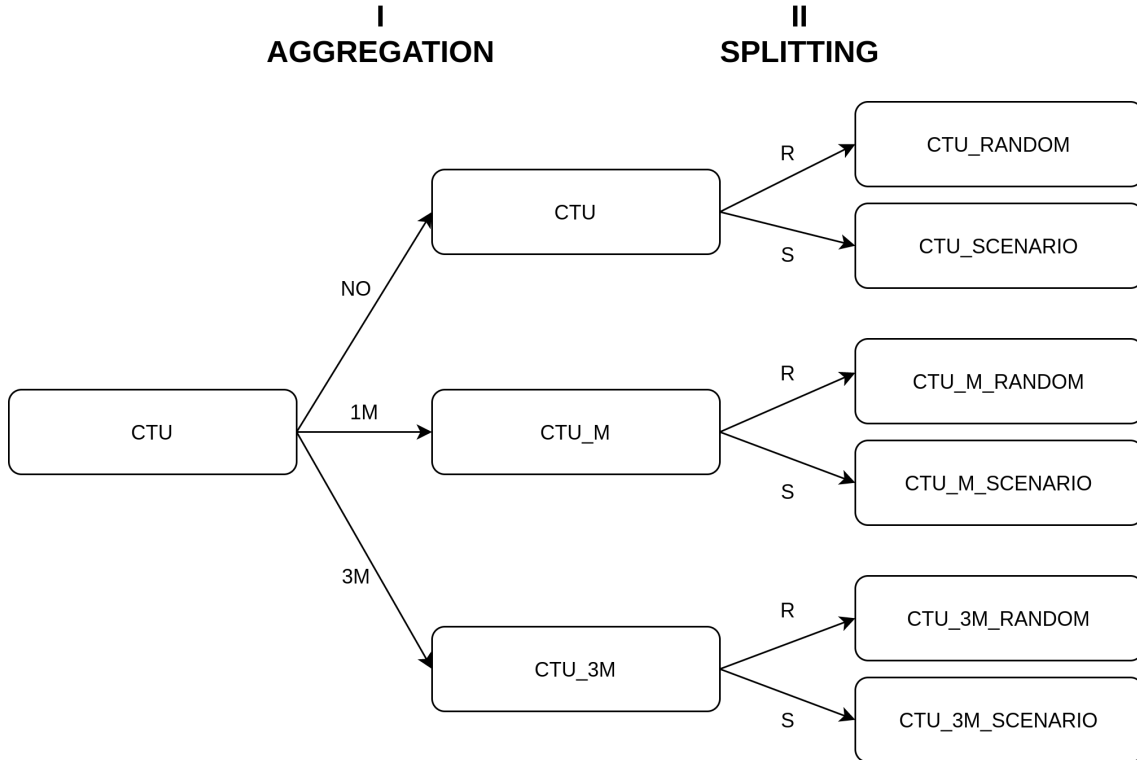 I
AGGREGATION
II
SPLITTING
CTU
NO
1M
3M
CTU
CTU_M
CTU_3M
R
S
R
S
R
S
CTU_RANDOM
CTU_SCENARIO
CTU_M_RANDOM
CTU_M_SCENARIO
CTU_3M_RANDOM
CTU_3M_SCENARIO